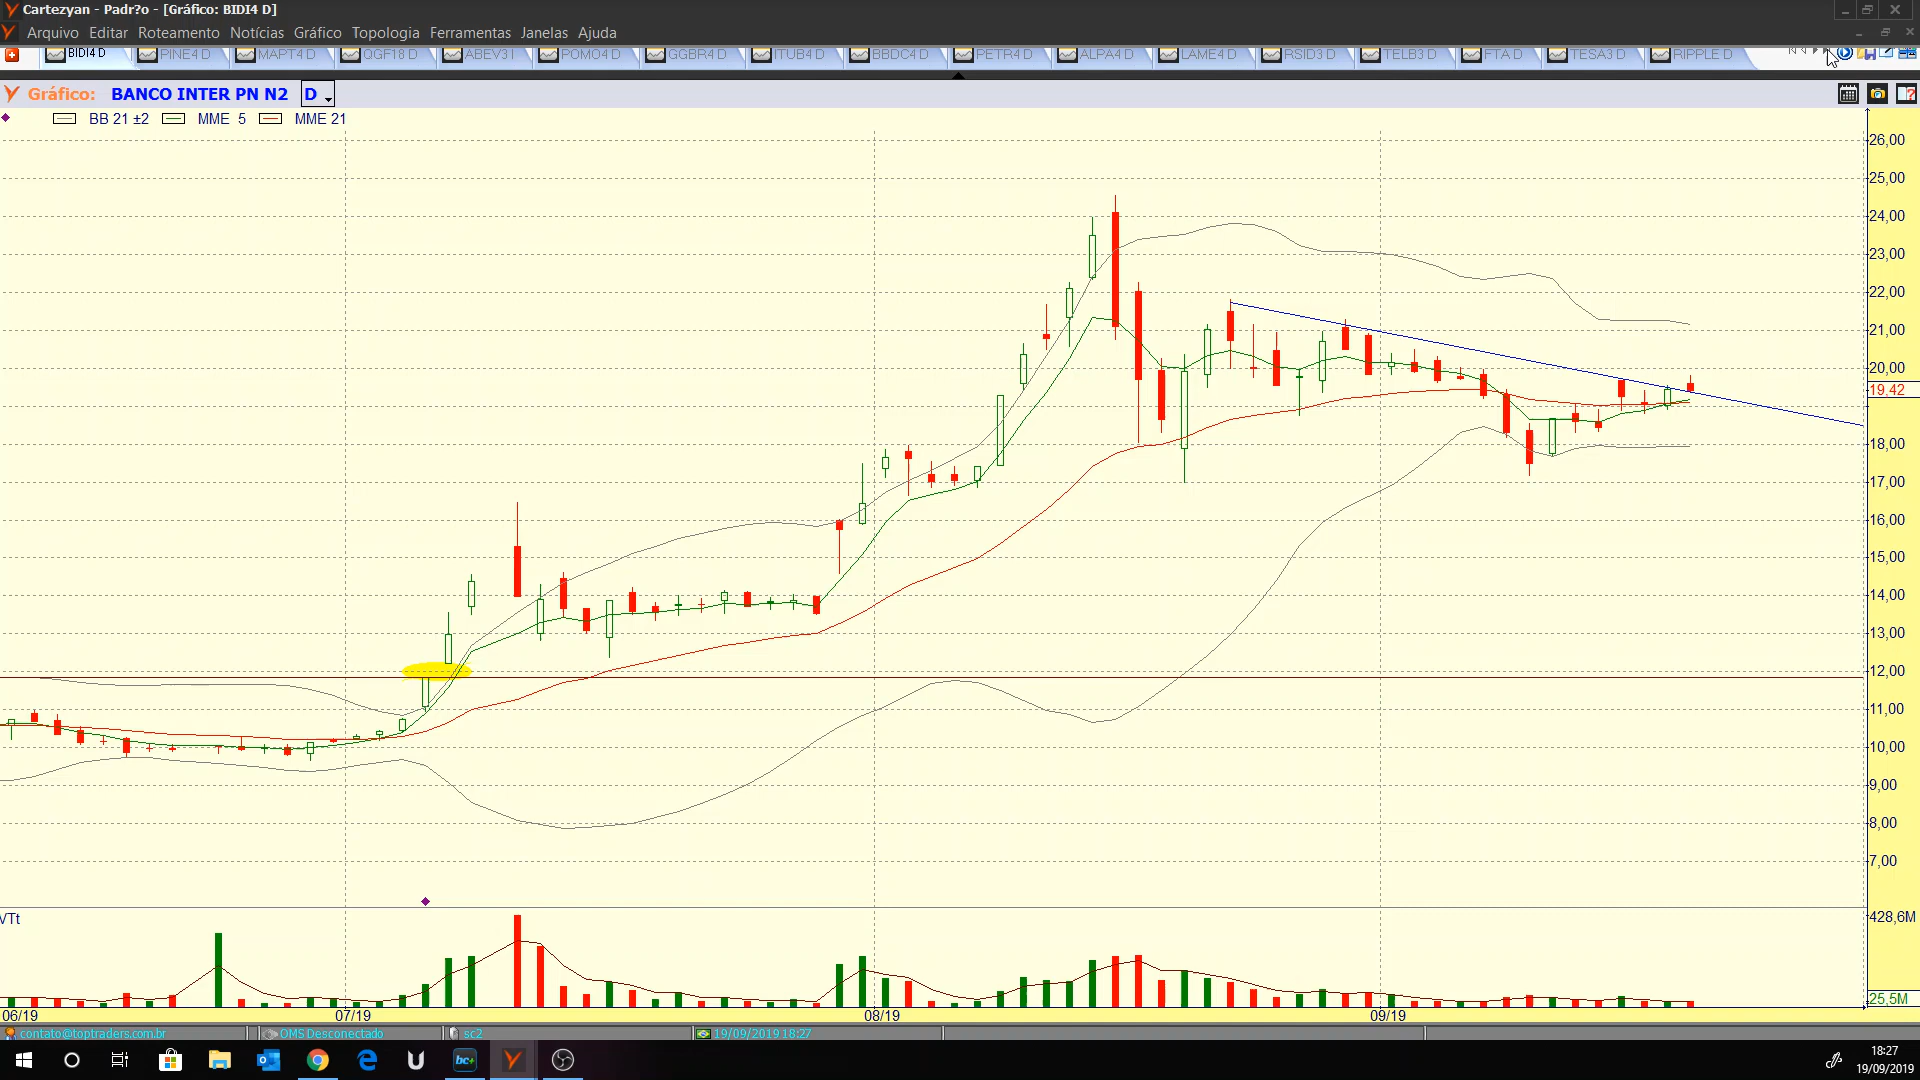 Cartezyan - Padr?o - [Gráfico: BIDI4 D]
Arquivo Editar Roteamento Notícias Gráfico Topologia Ferramentas Janelas Ajuda
BIDI4 D PINE4 D MAPT4 D QGF18 D ABEV3 I POMO4 D GGBR4 D ITUB4 D BBDC4 D PETR4 D ALPA4 D LAME4 D RSID3 D TELB3 D FTA D TESA3 D RIPPLE D
Gráfico: BANCO INTER PN N2 D
BB 21 ±2 MME 5 MME 21
26,00
25,00
24,00
23,00
22,00
21,00
20,00
19,42
18,00
17,00
16,00
15,00
14,00
13,00
12,00
11,00
10,00
9,00
8,00
7,00
VTt
428,6M
25,5M
06/19 07/19 08/19 09/19
contato@toptraders.com.br OMS Desconectado sc2 19/09/2019 18:27
bc+
18:27
19/09/2019